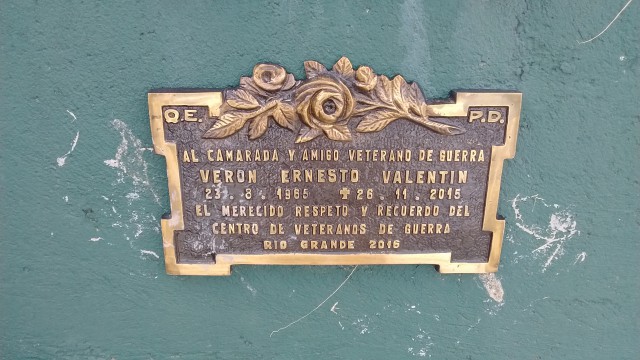 Q.E. P.D.
AL CAMARADA Y AMIGO VETERANO DE GUERRA
VERON ERNESTO VALENTIN
23 . 8 . 1965 ✝ 26 . 11 . 2015
EL MERECIDO RESPETO Y RECUERDO DEL
CENTRO DE VETERANOS DE GUERRA
RIO GRANDE 2016